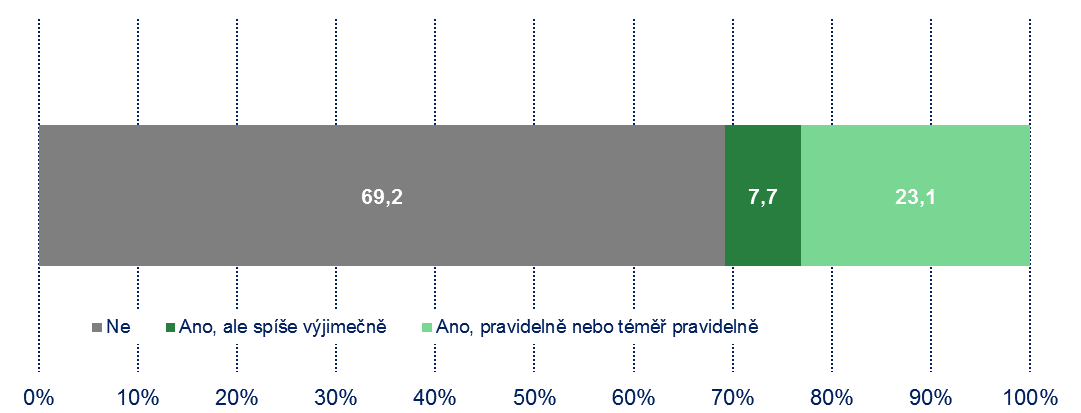 69,2 7,7 23,1
Ne Ano, ale spíše výjimečně Ano, pravidelně nebo téměř pravidelně
0% 10% 20% 30% 40% 50% 60% 70% 80% 90% 100%